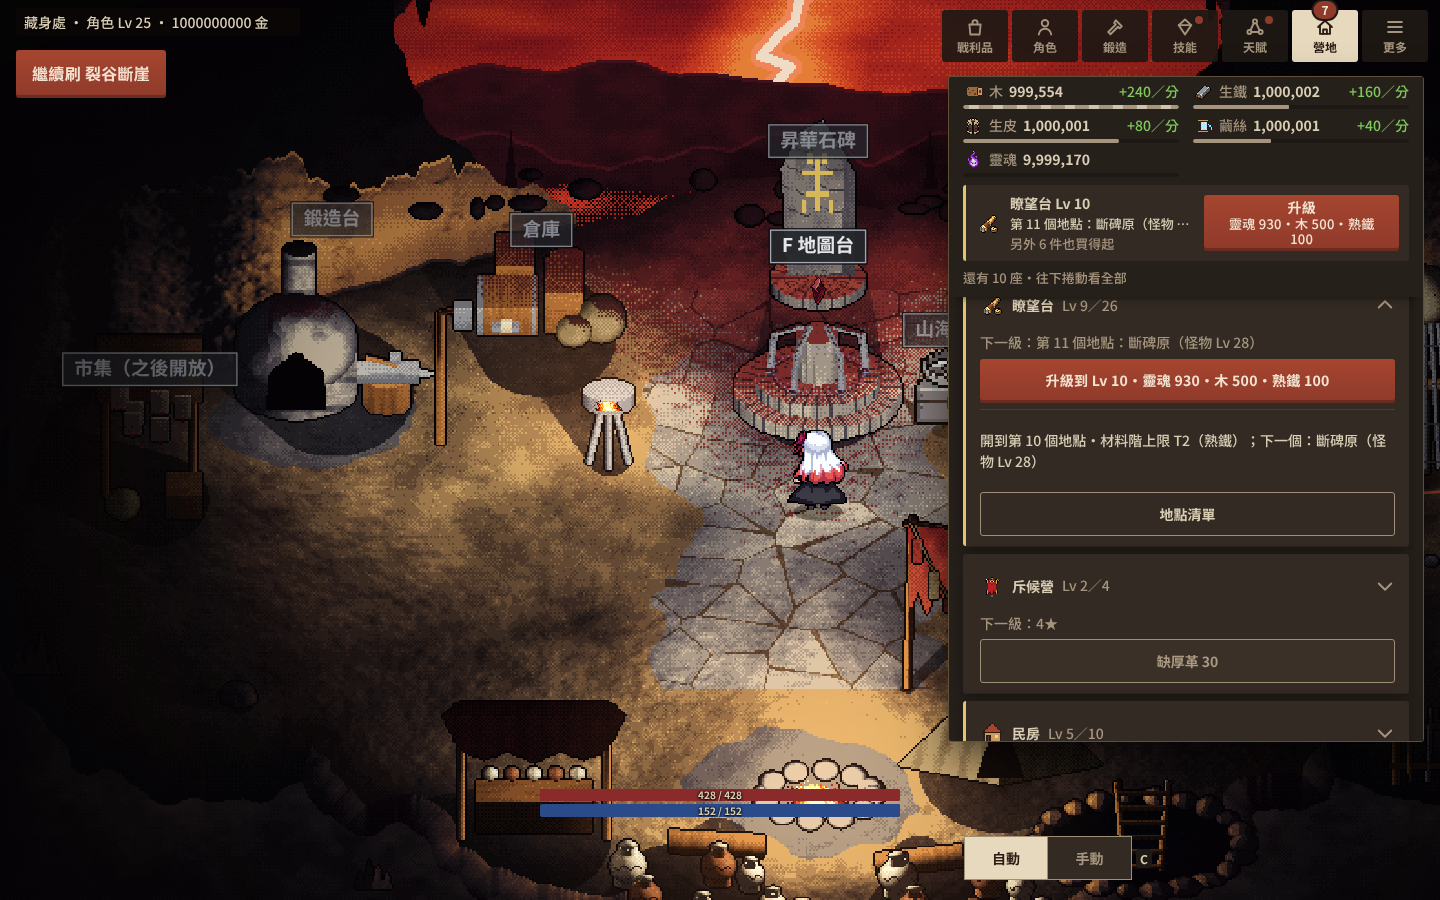 藏身處 · 角色 Lv 25 · 1000000000 金
繼續刷 裂谷斷崖
7
戰利品
角色
鍛造
技能
天賦
營地
更多
木 999,554 +240／分
生鐵 1,000,002 +160／分
生皮 1,000,001 +80／分
繭絲 1,000,001 +40／分
靈魂 9,999,170
瞭望台 Lv 10
第 11 個地點：斷碑原（怪物 ⋯
另外 6 件也買得起
升級
靈魂 930・木 500・熟鐵
100
還有 10 座・往下捲動看全部
瞭望台 Lv 9／26
下一級：第 11 個地點：斷碑原（怪物 Lv 28）
升級到 Lv 10・靈魂 930・木 500・熟鐵 100
開到第 10 個地點・材料階上限 T2（熟鐵）；下一個：斷碑原（怪
物 Lv 28）
地點清單
斥候營 Lv 2／4
下一級：4★
缺厚革 30
民房 Lv 5／10
昇華石碑
鍛造台
倉庫
F 地圖台
山海
市集（之後開放）
428 / 428
152 / 152
自動
手動
C